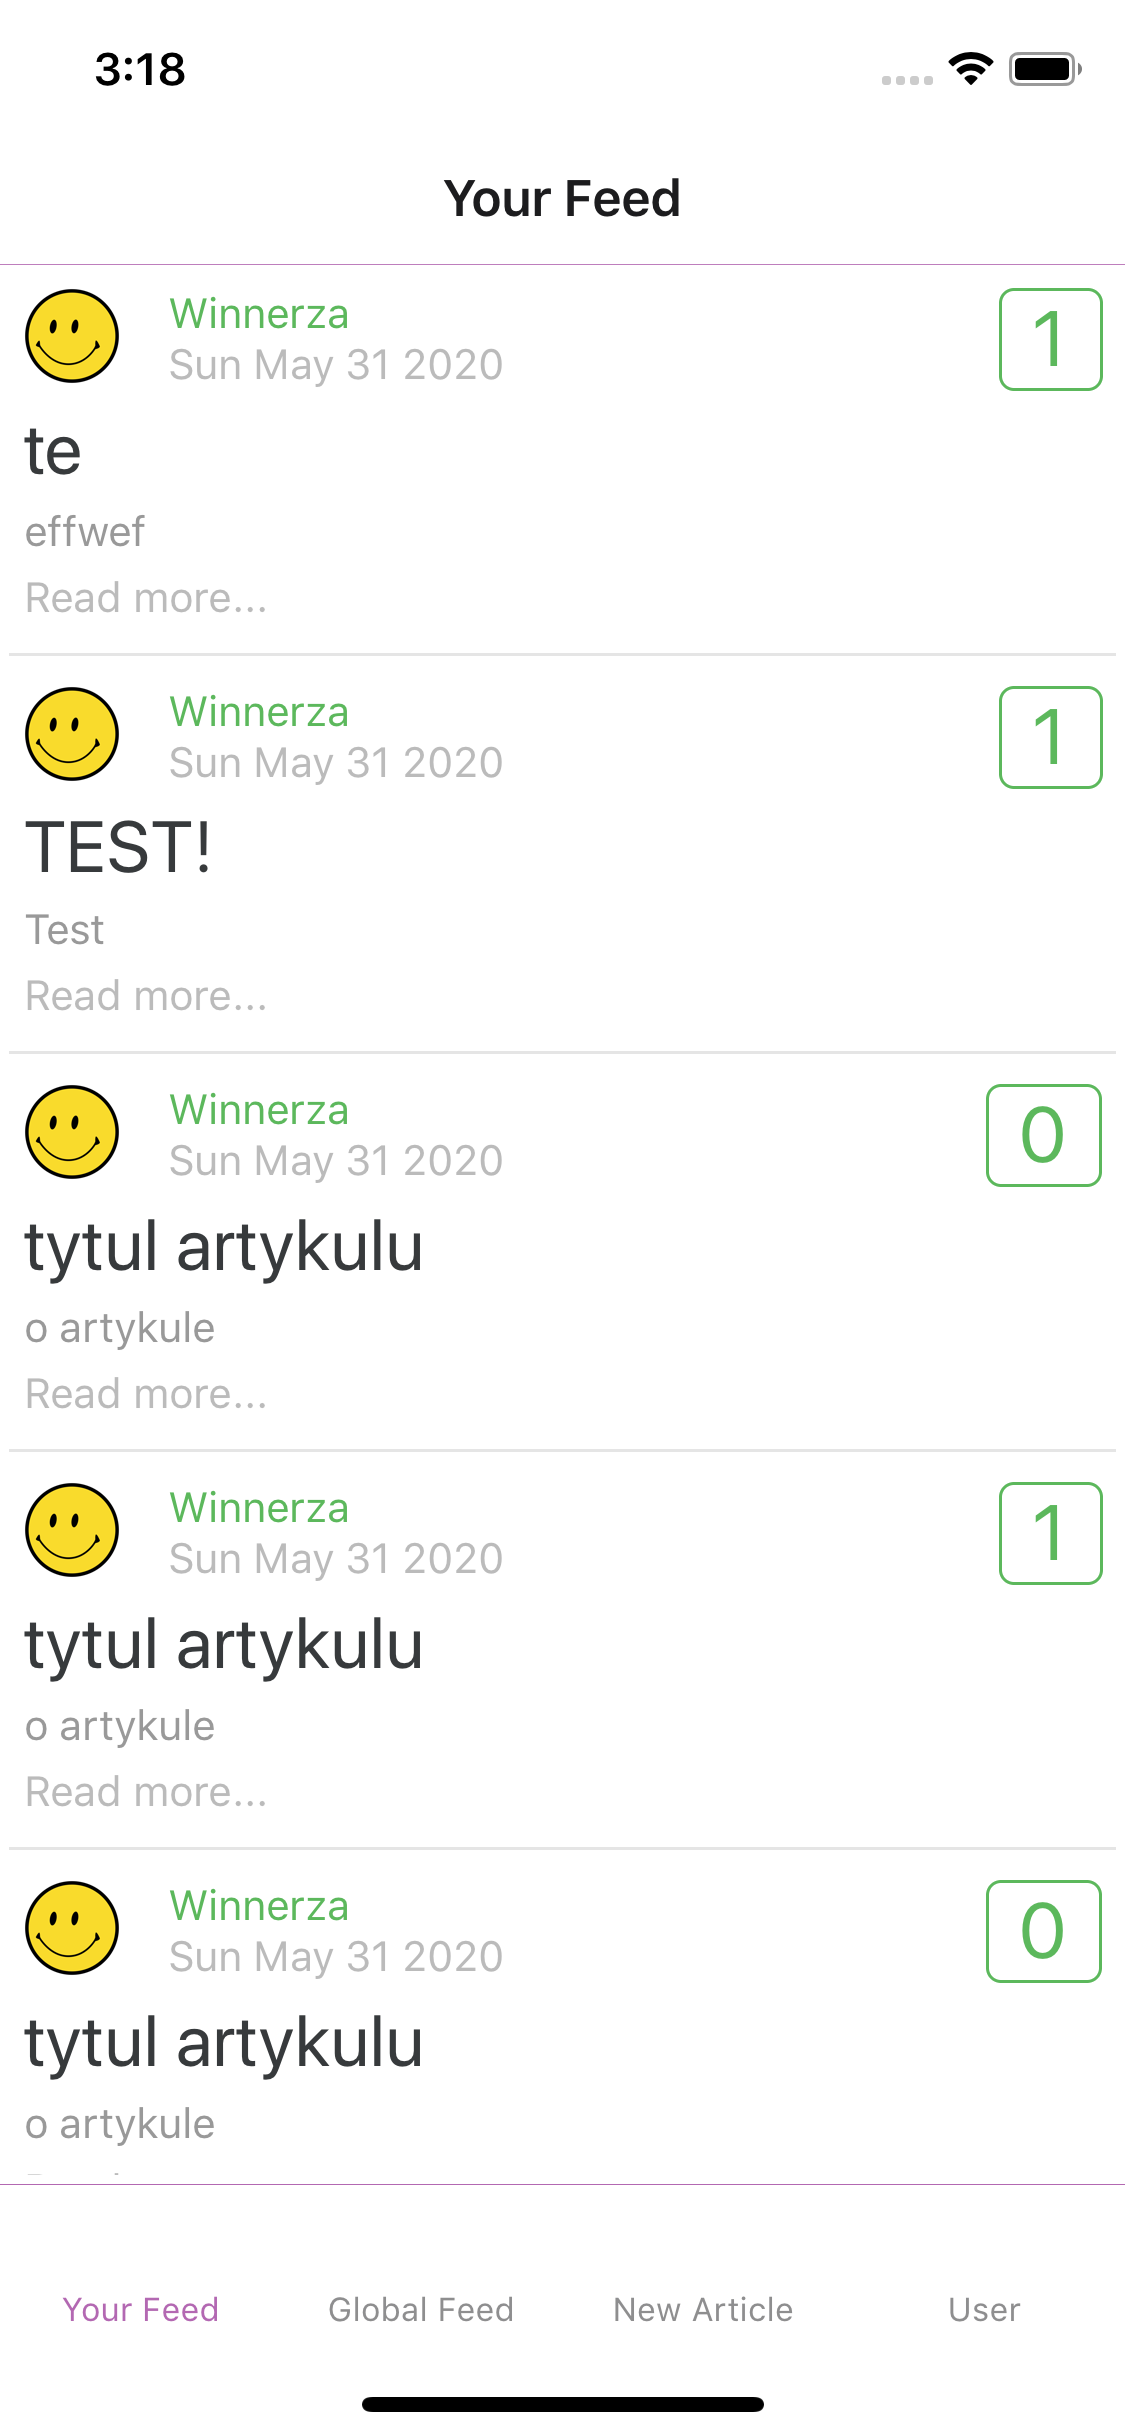 3:18
Your Feed
Winnerza
1
Sun May 31 2020
te
effwef
Read more...
Winnerza
1
Sun May 31 2020
TEST!
Test
Read more...
Winnerza
0
Sun May 31 2020
tytul artykulu
o artykule
Read more...
Winnerza
1
Sun May 31 2020
tytul artykulu
o artykule
Read more...
Winnerza
0
Sun May 31 2020
tytul artykulu
o artykule
Your Feed Global Feed New Article User